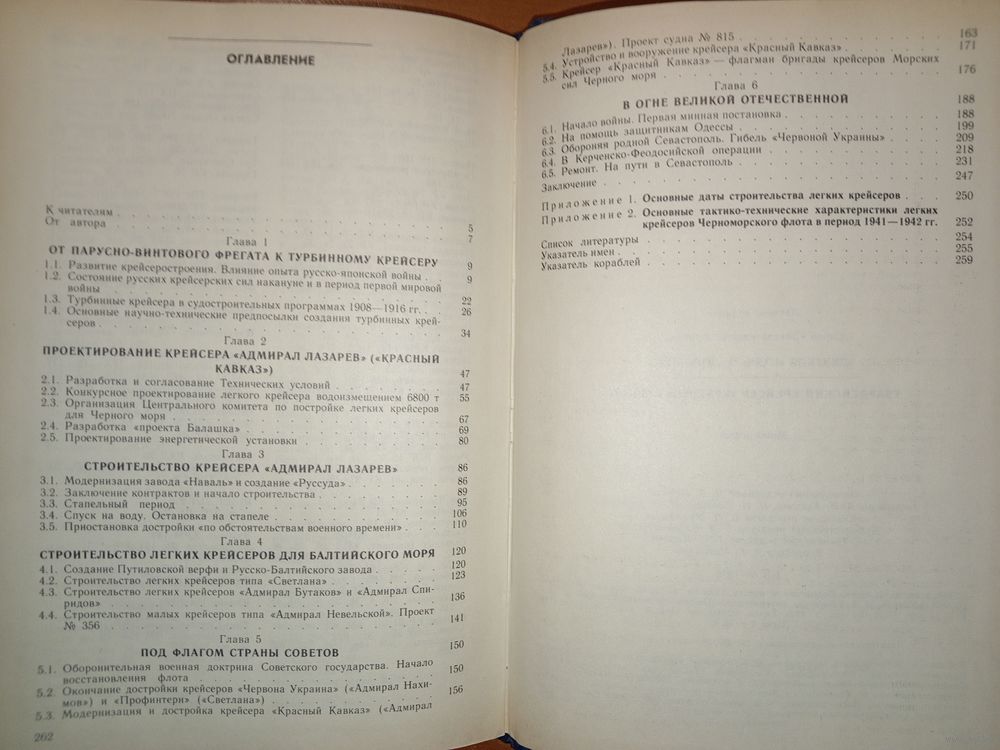 ОГЛАВЛЕНИЕ
К читателям . . . 5
От автора . . . 7
Глава 1
ОТ ПАРУСНО-ВИНТОВОГО ФРЕГАТА К ТУРБИННОМУ КРЕЙСЕРУ 9
1.1. Развитие крейсеростроения. Влияние опыта русско-японской войны . 9
1.2. Состояние русских крейсерских сил накануне и в период первой мировой
войны . . . 22
1.3. Турбинные крейсера в судостроительных программах 1908—1916 гг. . 26
1.4. Основные научно-технические предпосылки создания турбинных крей-
серов . . . 34
Глава 2
ПРОЕКТИРОВАНИЕ КРЕЙСЕРА «АДМИРАЛ ЛАЗАРЕВ» («КРАСНЫЙ
КАВКАЗ») 47
2.1. Разработка и согласование Технических условий . . . 47
2.2. Конкурсное проектирование легкого крейсера водоизмещением 6800 т 55
2.3. Организация Центрального комитета по постройке легких крейсеров
для Черного моря . . . 67
2.4. Разработка «проекта Балашка» . . . 69
2.5. Проектирование энергетической установки . . . 80
Глава 3
СТРОИТЕЛЬСТВО КРЕЙСЕРА «АДМИРАЛ ЛАЗАРЕВ» 86
3.1. Модернизация завода «Наваль» и создание «Руссуда» . . . 86
3.2. Заключение контрактов и начало строительства . . . 89
3.3. Стапельный период . . . 95
3.4. Спуск на воду. Остановка на стапеле . . . 106
3.5. Приостановка достройки «по обстоятельствам военного времени» . . . 110
Глава 4
СТРОИТЕЛЬСТВО ЛЕГКИХ КРЕЙСЕРОВ ДЛЯ БАЛТИЙСКОГО МОРЯ 120
4.1. Создание Путиловской верфи и Русско-Балтийского завода . . . 120
4.2. Строительство легких крейсеров типа «Светлана» . . . 123
4.3. Строительство легких крейсеров «Адмирал Бутаков» и «Адмирал Спи-
ридов» . . . 136
4.4. Строительство малых крейсеров типа «Адмирал Невельской». Проект
№ 356 . . . 141
Глава 5
ПОД ФЛАГОМ СТРАНЫ СОВЕТОВ 150
5.1. Оборонительная военная доктрина Советского государства. Начало
восстановления флота . . . 150
5.2. Окончание достройки крейсеров «Червона Украина» («Адмирал Нахи-
мов») и «Профинтерн» («Светлана») . . . 156
5.3. Модернизация и достройка крейсера «Красный Кавказ» («Адмирал
262
Лазарев»). Проект судна № 815 . . . 163
5.4. Устройство и вооружение крейсера «Красный Кавказ» . . . 171
5.5. Крейсер «Красный Кавказ» — флагман бригады крейсеров Морских
сил Черного моря . . . 176
Глава 6
В ОГНЕ ВЕЛИКОЙ ОТЕЧЕСТВЕННОЙ 188
6.1. Начало войны. Первая минная постановка . . . 188
6.2. На помощь защитникам Одессы . . . 199
6.3. Обороняя родной Севастополь. Гибель «Червоной Украины» . . . 209
6.4. В Керченско-Феодосийской операции . . . 218
6.5. Ремонт. На пути в Севастополь . . . 231
Заключение . . . 247
Приложение 1. Основные даты строительства легких крейсеров . . . 250
Приложение 2. Основные тактико-технические характеристики легких
крейсеров Черноморского флота в период 1941—1942 гг. 252
Список литературы . . . 254
Указатель имен . . . 255
Указатель кораблей . . . 259